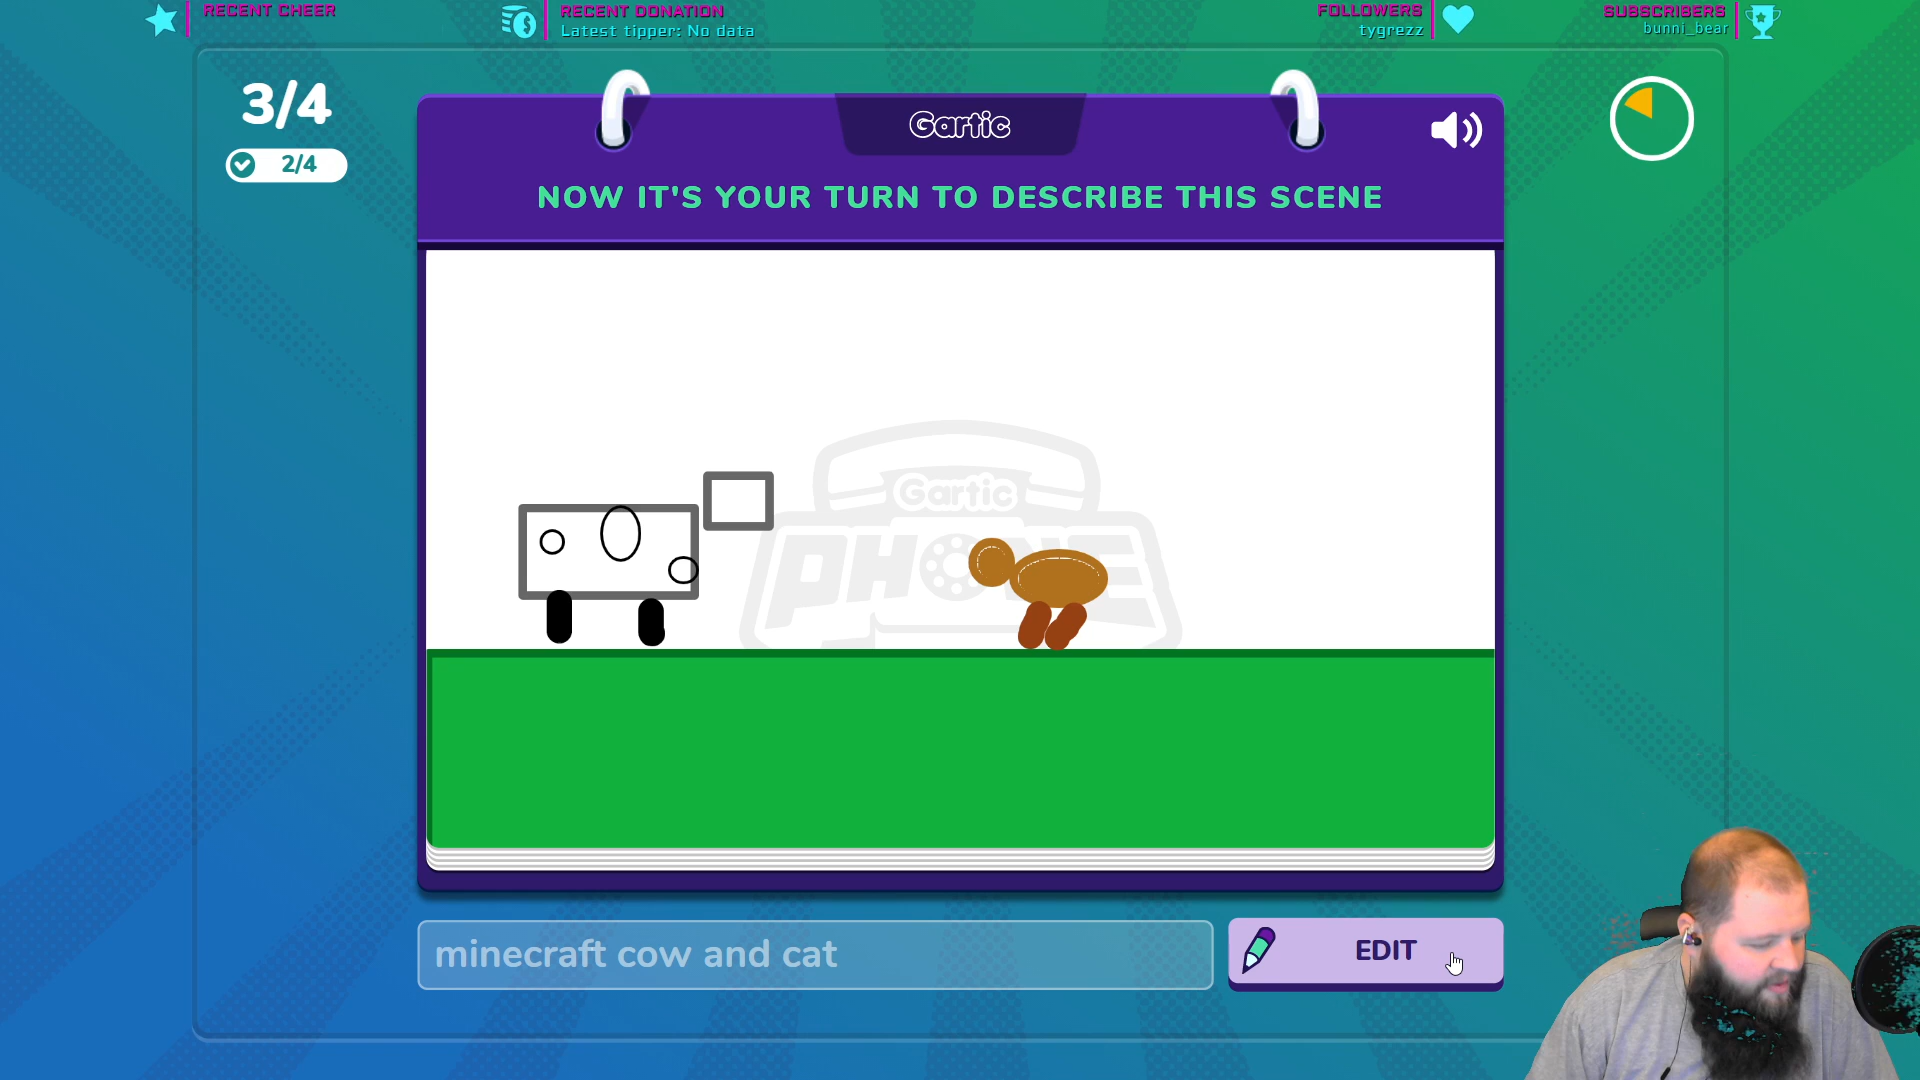 RECENT CHEER
RECENT DONATION
Latest tipper: No data
FOLLOWERS
tygrezz
SUBSCRIBERS
bunni_bear
3/4
2/4
Gartic
NOW IT'S YOUR TURN TO DESCRIBE THIS SCENE
Gartic
PHONE
minecraft cow and cat
EDIT